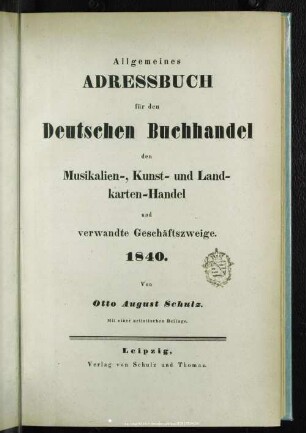 Allgemeines
ADRESSBUCH
für den
Deutschen Buchhandel
den
Musikalien-, Kunst- und Land-
karten-Handel
und
verwandte Geschäftszweige.
1840.
Von
Otto August Schulz.
Mit einer artistischen Beilage.
Leipzig,
Verlag von Schulz und Thomas.